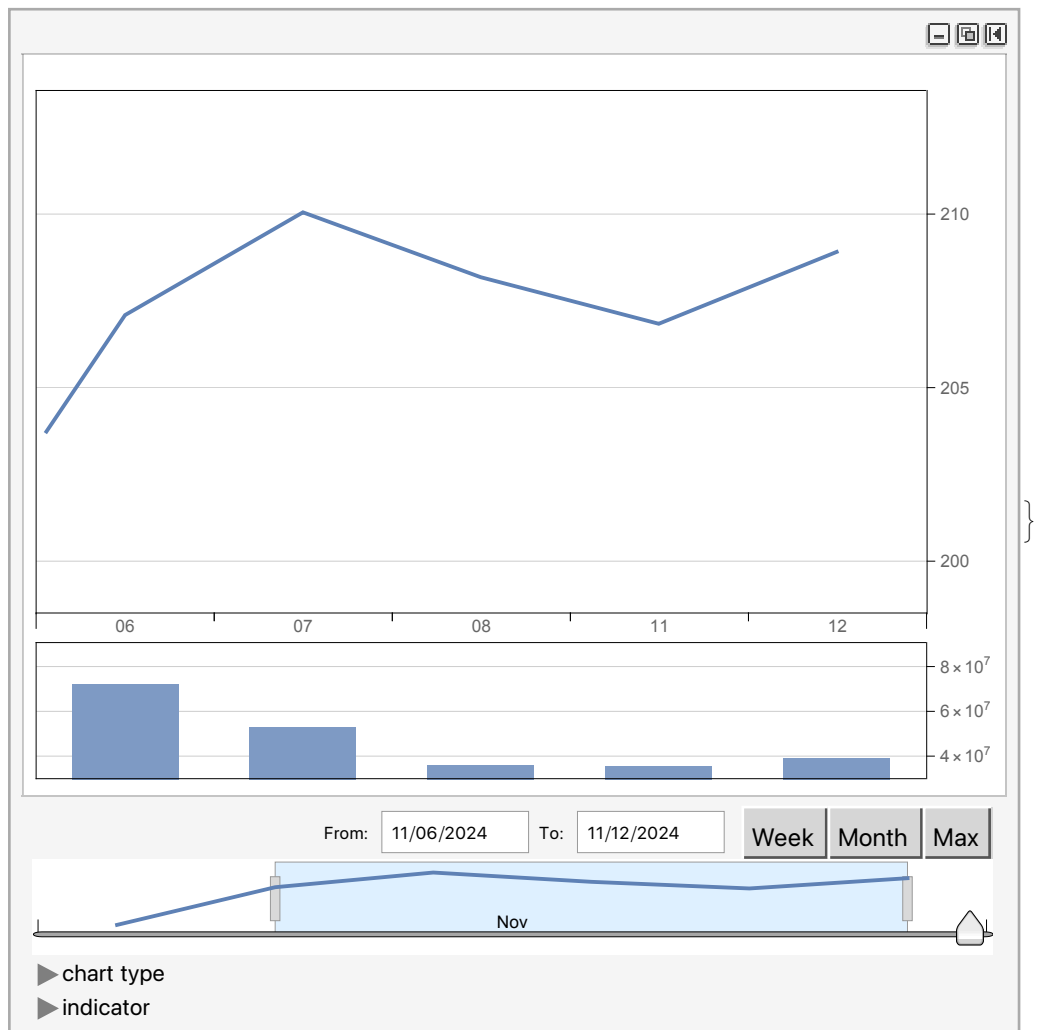 210
205
}
200
06 07 08 11 12
8×10⁷
6×10⁷
4×10⁷
From: 11/06/2024 To: 11/12/2024 Week Month Max
Nov
chart type
indicator